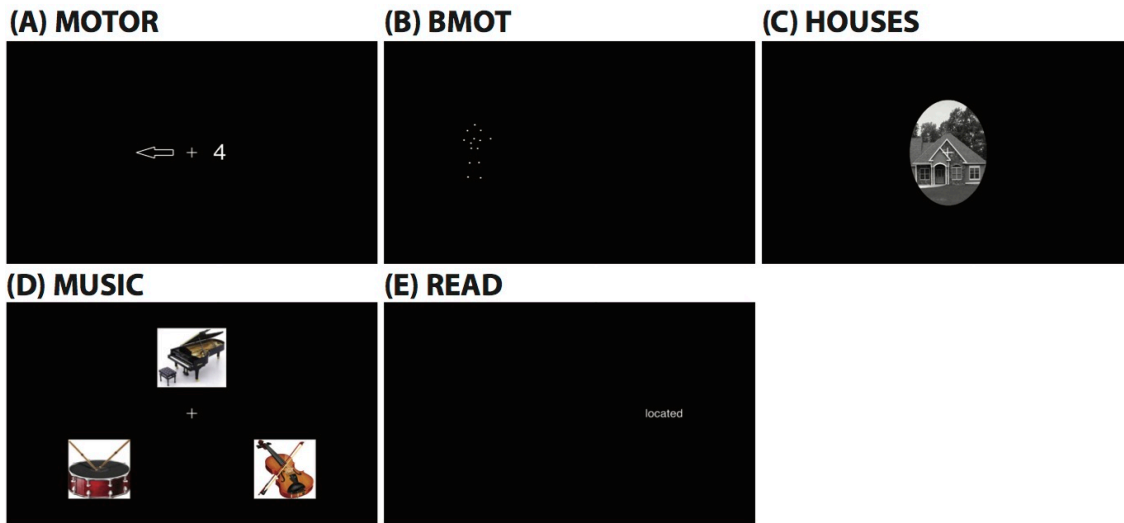 (A) MOTOR
(B) BMOT
(C) HOUSES
+ 4
(D) MUSIC
(E) READ
+
located